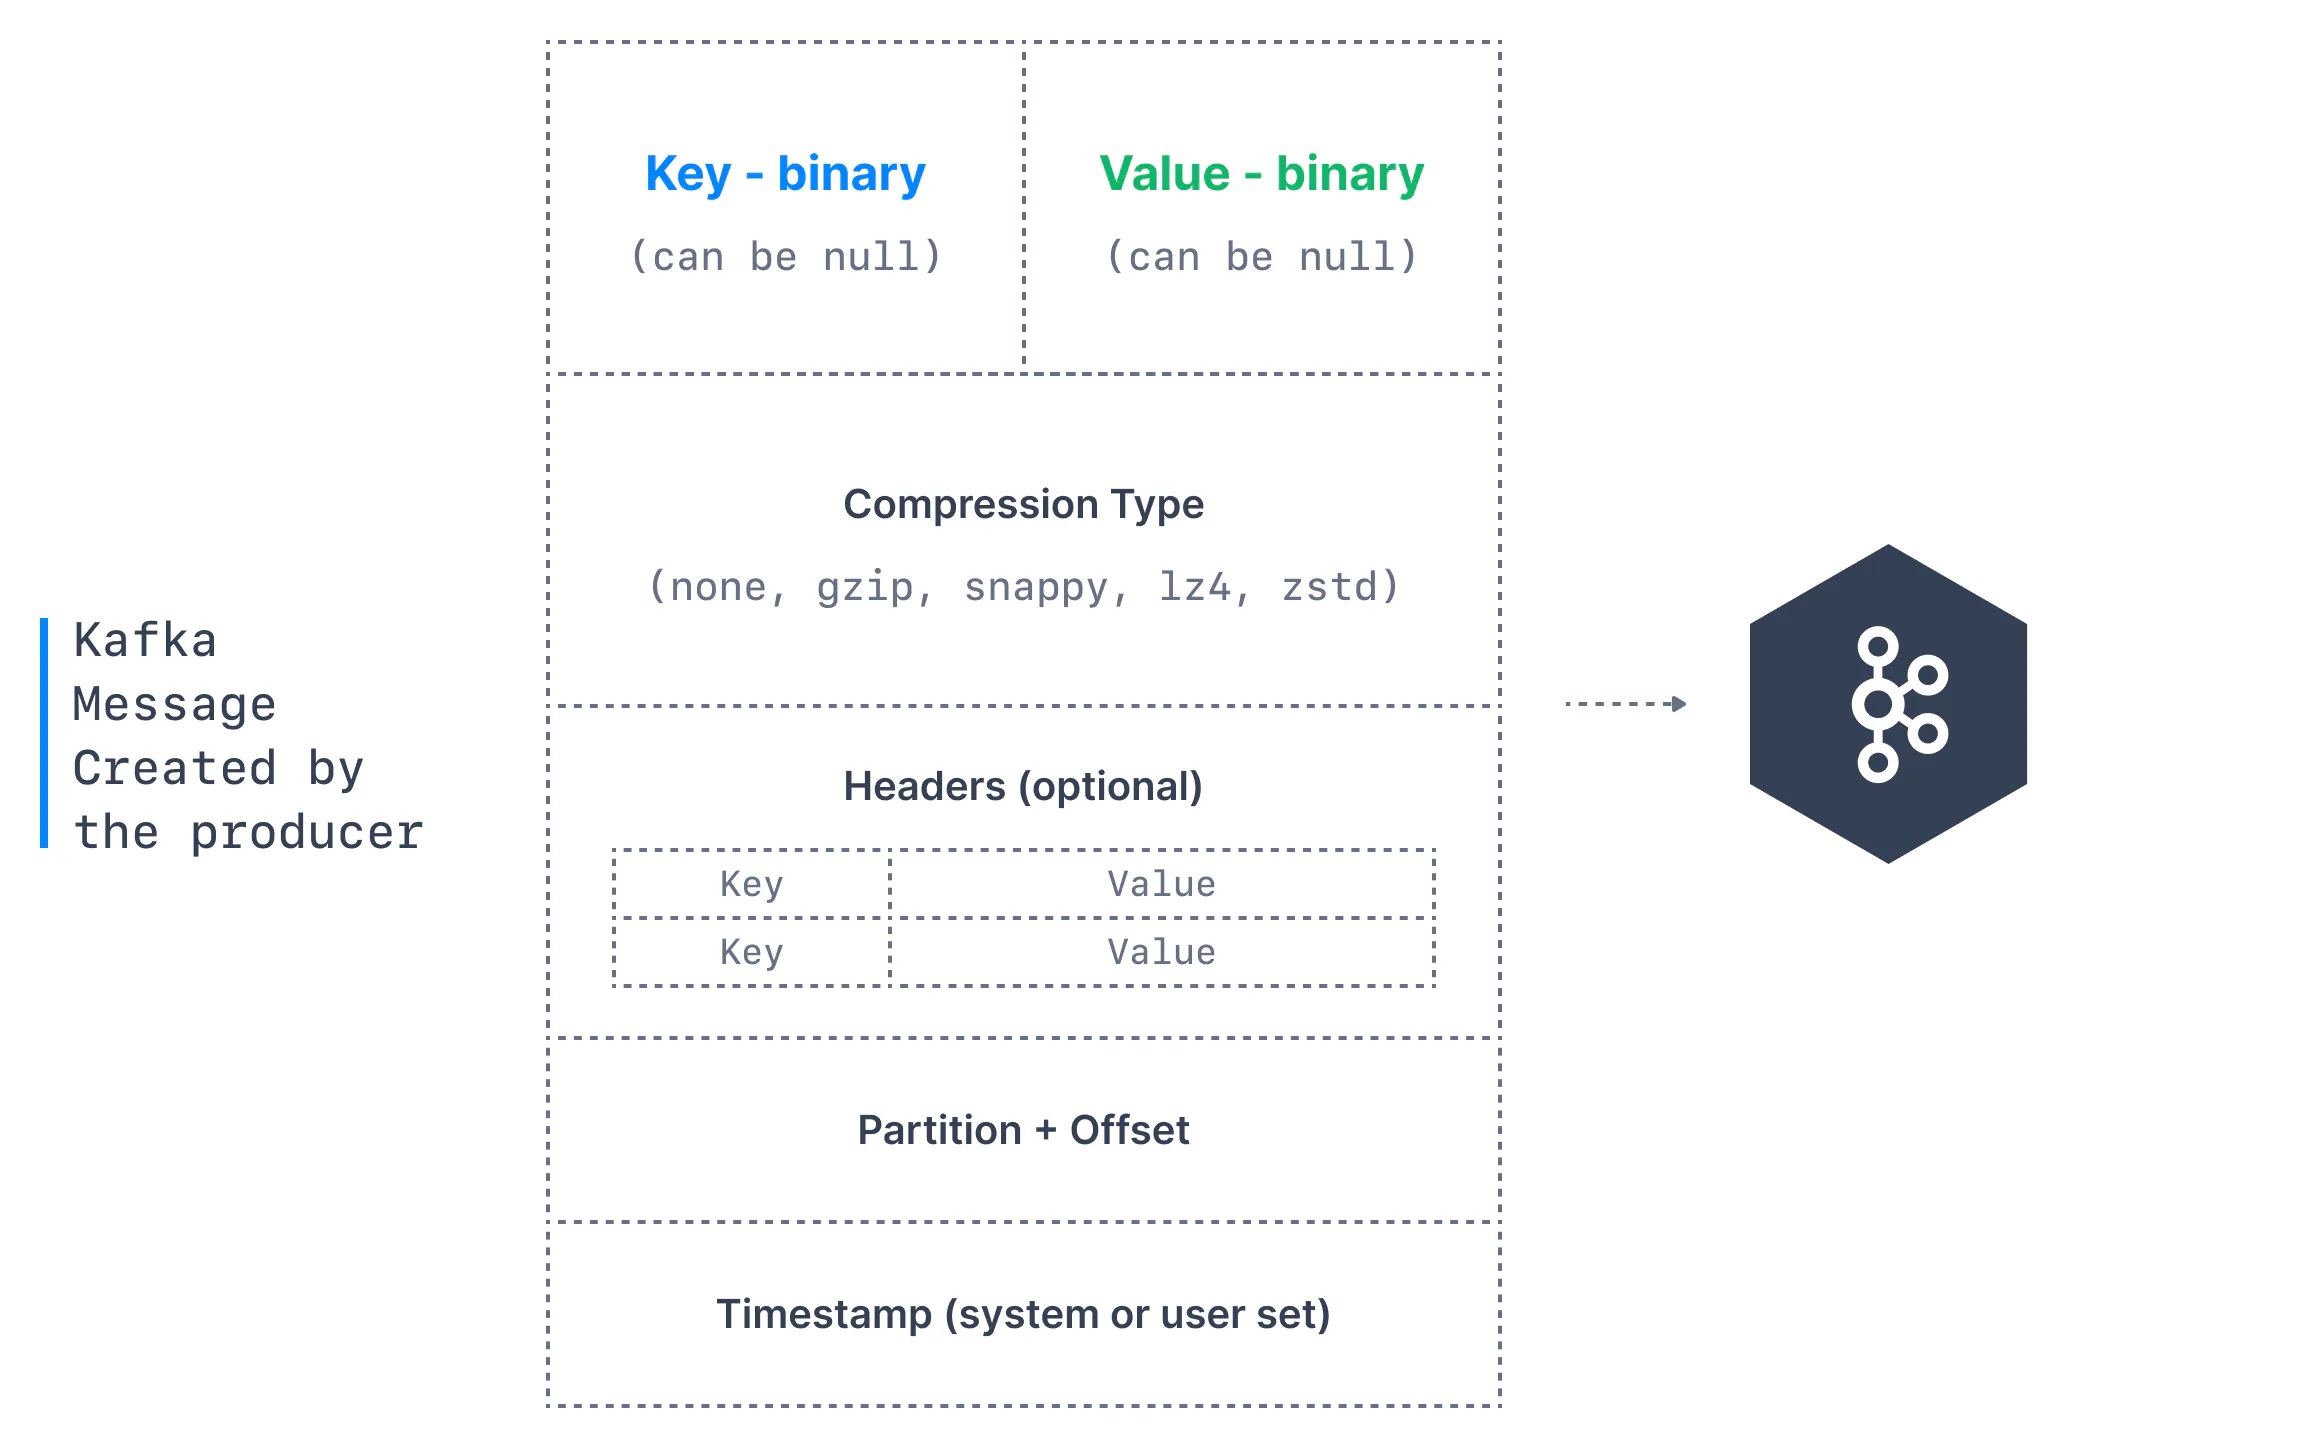 Key - binary
(can be null)
Value - binary
(can be null)
Compression Type
(none, gzip, snappy, lz4, zstd)
Kafka
Message
Created by
the producer
Headers (optional)
Key Value
Key Value
Partition + Offset
Timestamp (system or user set)